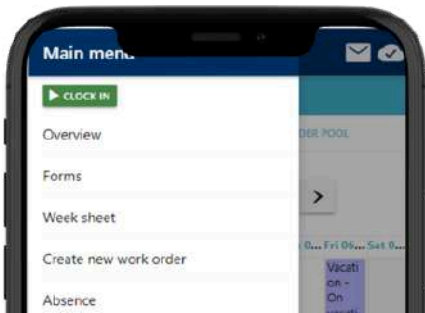 Main menu
CLOCK IN
Overview
DER POOL
Forms
Week sheet
0... Fri 06... Sat 0...
Create new work order
Vacati
on -
On
Absence